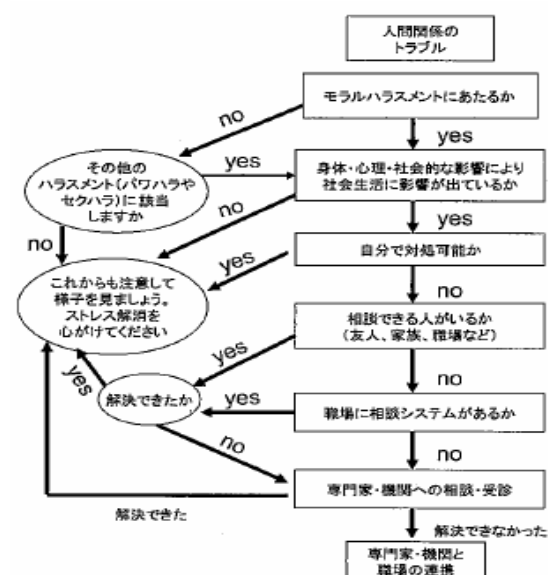 人間関係の
トラブル
モラルハラスメントにあたるか
no
yes
その他の
ハラスメント(パワハラや
セクハラ)に該当
しますか
yes
身体・心理・社会的な影響により
社会生活に影響が出ているか
no
yes
no
自分で対処可能か
yes
これからも注意して
様子を見ましょう。
ストレス解消を
心がけてください
no
相談できる人がいるか
(友人、家族、職場など)
yes
no
yes
解決できたか
yes
職場に相談システムがあるか
no
no
専門家・機関への相談・受診
解決できた
解決できなかった
専門家・機関と
職場の連携